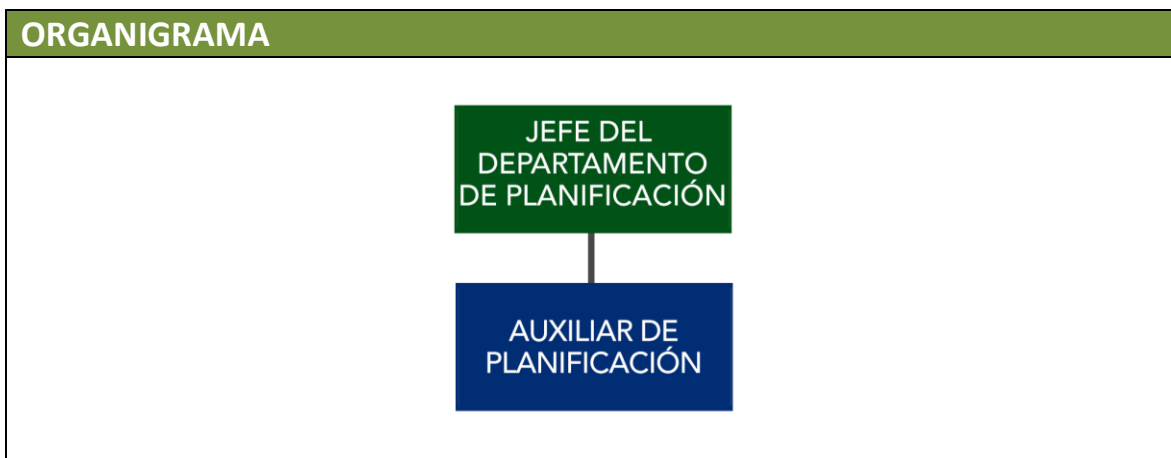 ORGANIGRAMA
JEFE DEL
DEPARTAMENTO
DE PLANIFICACIÓN
AUXILIAR DE
PLANIFICACIÓN